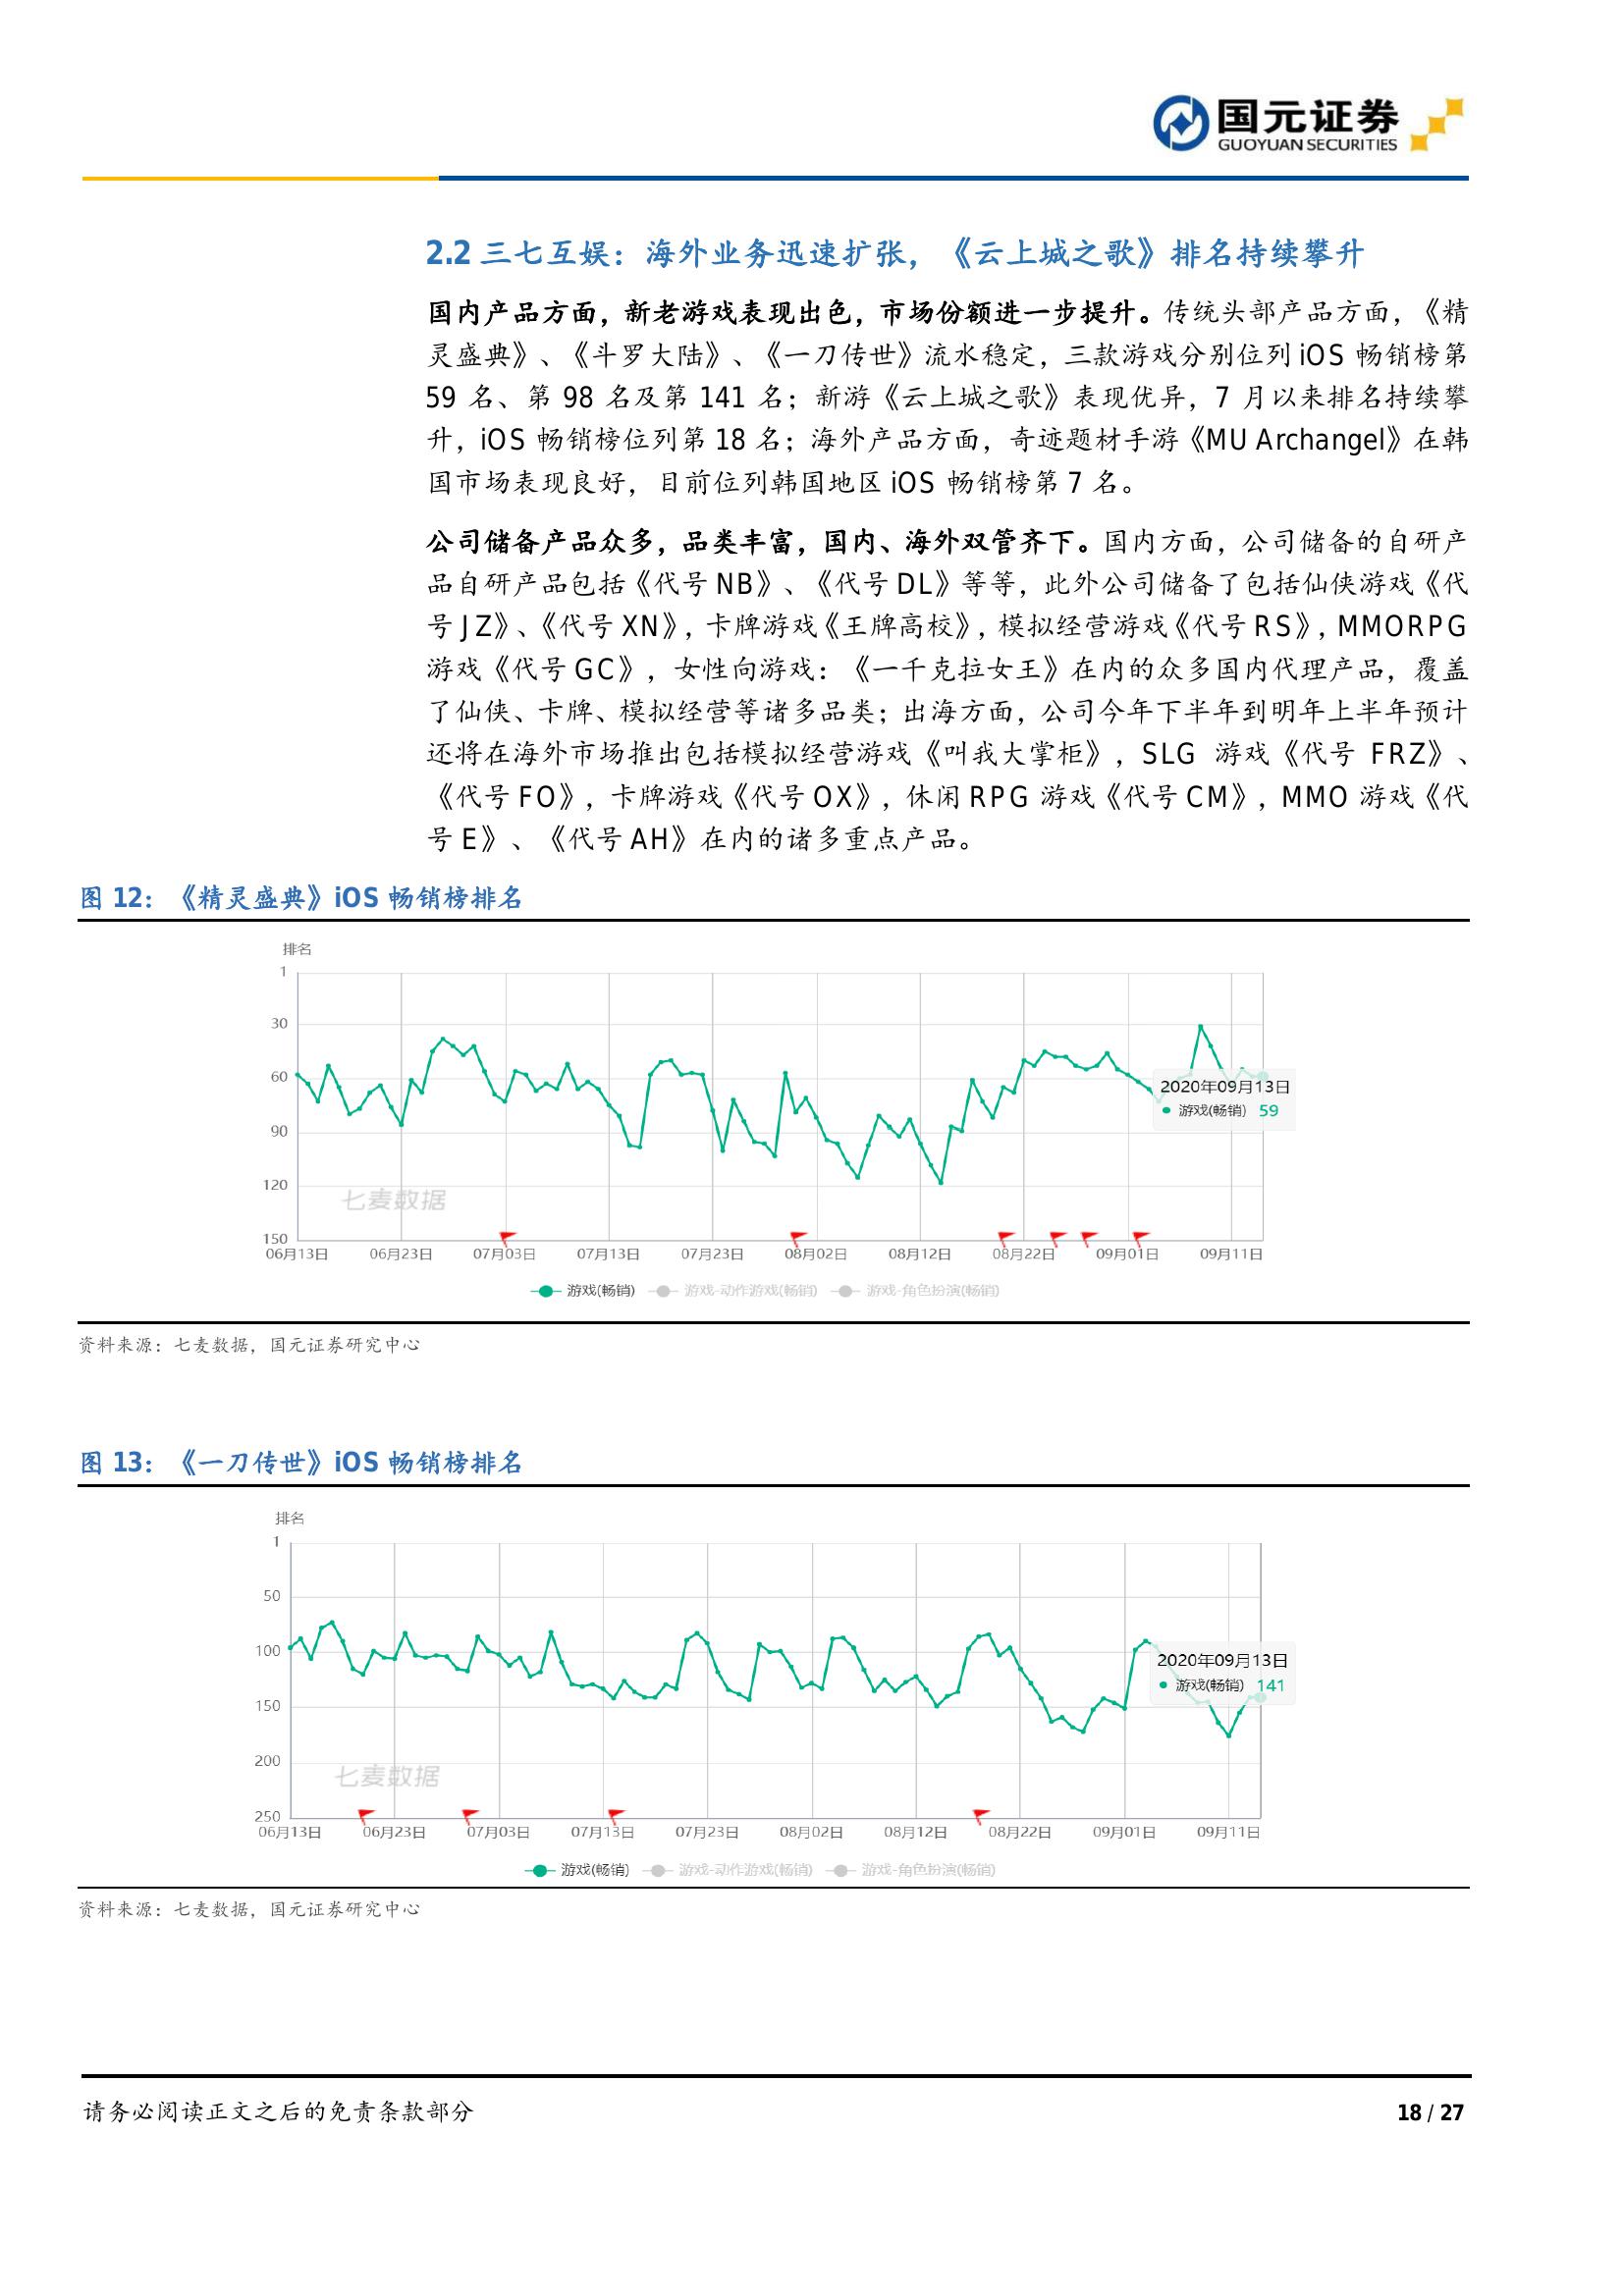 国元证券
GUOYUAN SECURITIES
2.2 三七互娱：海外业务迅速扩张，《云上城之歌》排名持续攀升
国内产品方面，新老游戏表现出色，市场份额进一步提升。传统头部产品方面，《精
灵盛典》、《斗罗大陆》、《一刀传世》流水稳定，三款游戏分别位列 iOS 畅销榜第
59 名、第 98 名及第 141 名；新游《云上城之歌》表现优异，7 月以来排名持续攀
升，iOS 畅销榜位列第 18 名；海外产品方面，奇迹题材手游《MU Archangel》在韩
国市场表现良好，目前位列韩国地区 iOS 畅销榜第 7 名。
公司储备产品众多，品类丰富，国内、海外双管齐下。国内方面，公司储备的自研产
品自研产品包括《代号 NB》、《代号 DL》等等，此外公司储备了包括仙侠游戏《代
号 JZ》、《代号 XN》，卡牌游戏《王牌高校》，模拟经营游戏《代号 RS》，MMORPG
游戏《代号 GC》，女性向游戏：《一千克拉女王》在内的众多国内代理产品，覆盖
了仙侠、卡牌、模拟经营等诸多品类；出海方面，公司今年下半年到明年上半年预计
还将在海外市场推出包括模拟经营游戏《叫我大掌柜》，SLG 游戏《代号 FRZ》、
《代号 FO》，卡牌游戏《代号 OX》，休闲 RPG 游戏《代号 CM》，MMO 游戏《代
号 E》、《代号 AH》在内的诸多重点产品。
图 12：《精灵盛典》iOS 畅销榜排名
排名
1
30
60
90
120
150
2020年09月13日
游戏(畅销) 59
七麦数据
06月13日 06月23日 07月03日 07月13日 07月23日 08月02日 08月12日 08月22日 09月01日 09月11日
游戏(畅销) 游戏-动作游戏(畅销) 游戏-角色扮演(畅销)
资料来源：七麦数据，国元证券研究中心
图 13：《一刀传世》iOS 畅销榜排名
排名
1
50
100
150
200
250
2020年09月13日
游戏(畅销) 141
七麦数据
06月13日 06月23日 07月03日 07月13日 07月23日 08月02日 08月12日 08月22日 09月01日 09月11日
游戏(畅销) 游戏-动作游戏(畅销) 游戏-角色扮演(畅销)
资料来源：七麦数据，国元证券研究中心
请务必阅读正文之后的免责条款部分
18 / 27